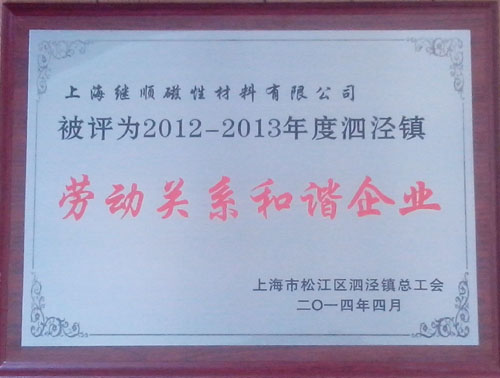 上海继顺磁性材料有限公司
被评为2012-2013年度泗泾镇
劳动关系和谐企业
上海市松江区泗泾镇总工会
二〇一四年四月